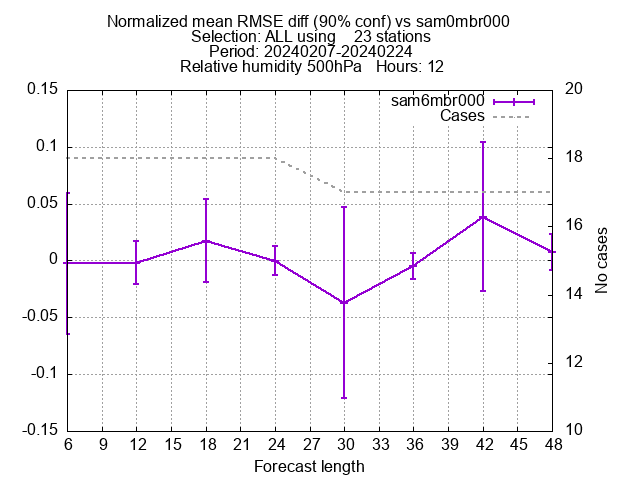 Normalized mean RMSE diff (90% conf) vs sam0mbr000
Selection: ALL using    23 stations
Period: 20240207-20240224
Relative humidity 500hPa   Hours: 12
sam6mbr000
Cases
0.15
0.1
0.05
0
-0.05
-0.1
-0.15
20
18
16
14
12
10
No cases
6 12 15 18 21 24 27 30 33 36 39 42 45 48
Forecast length